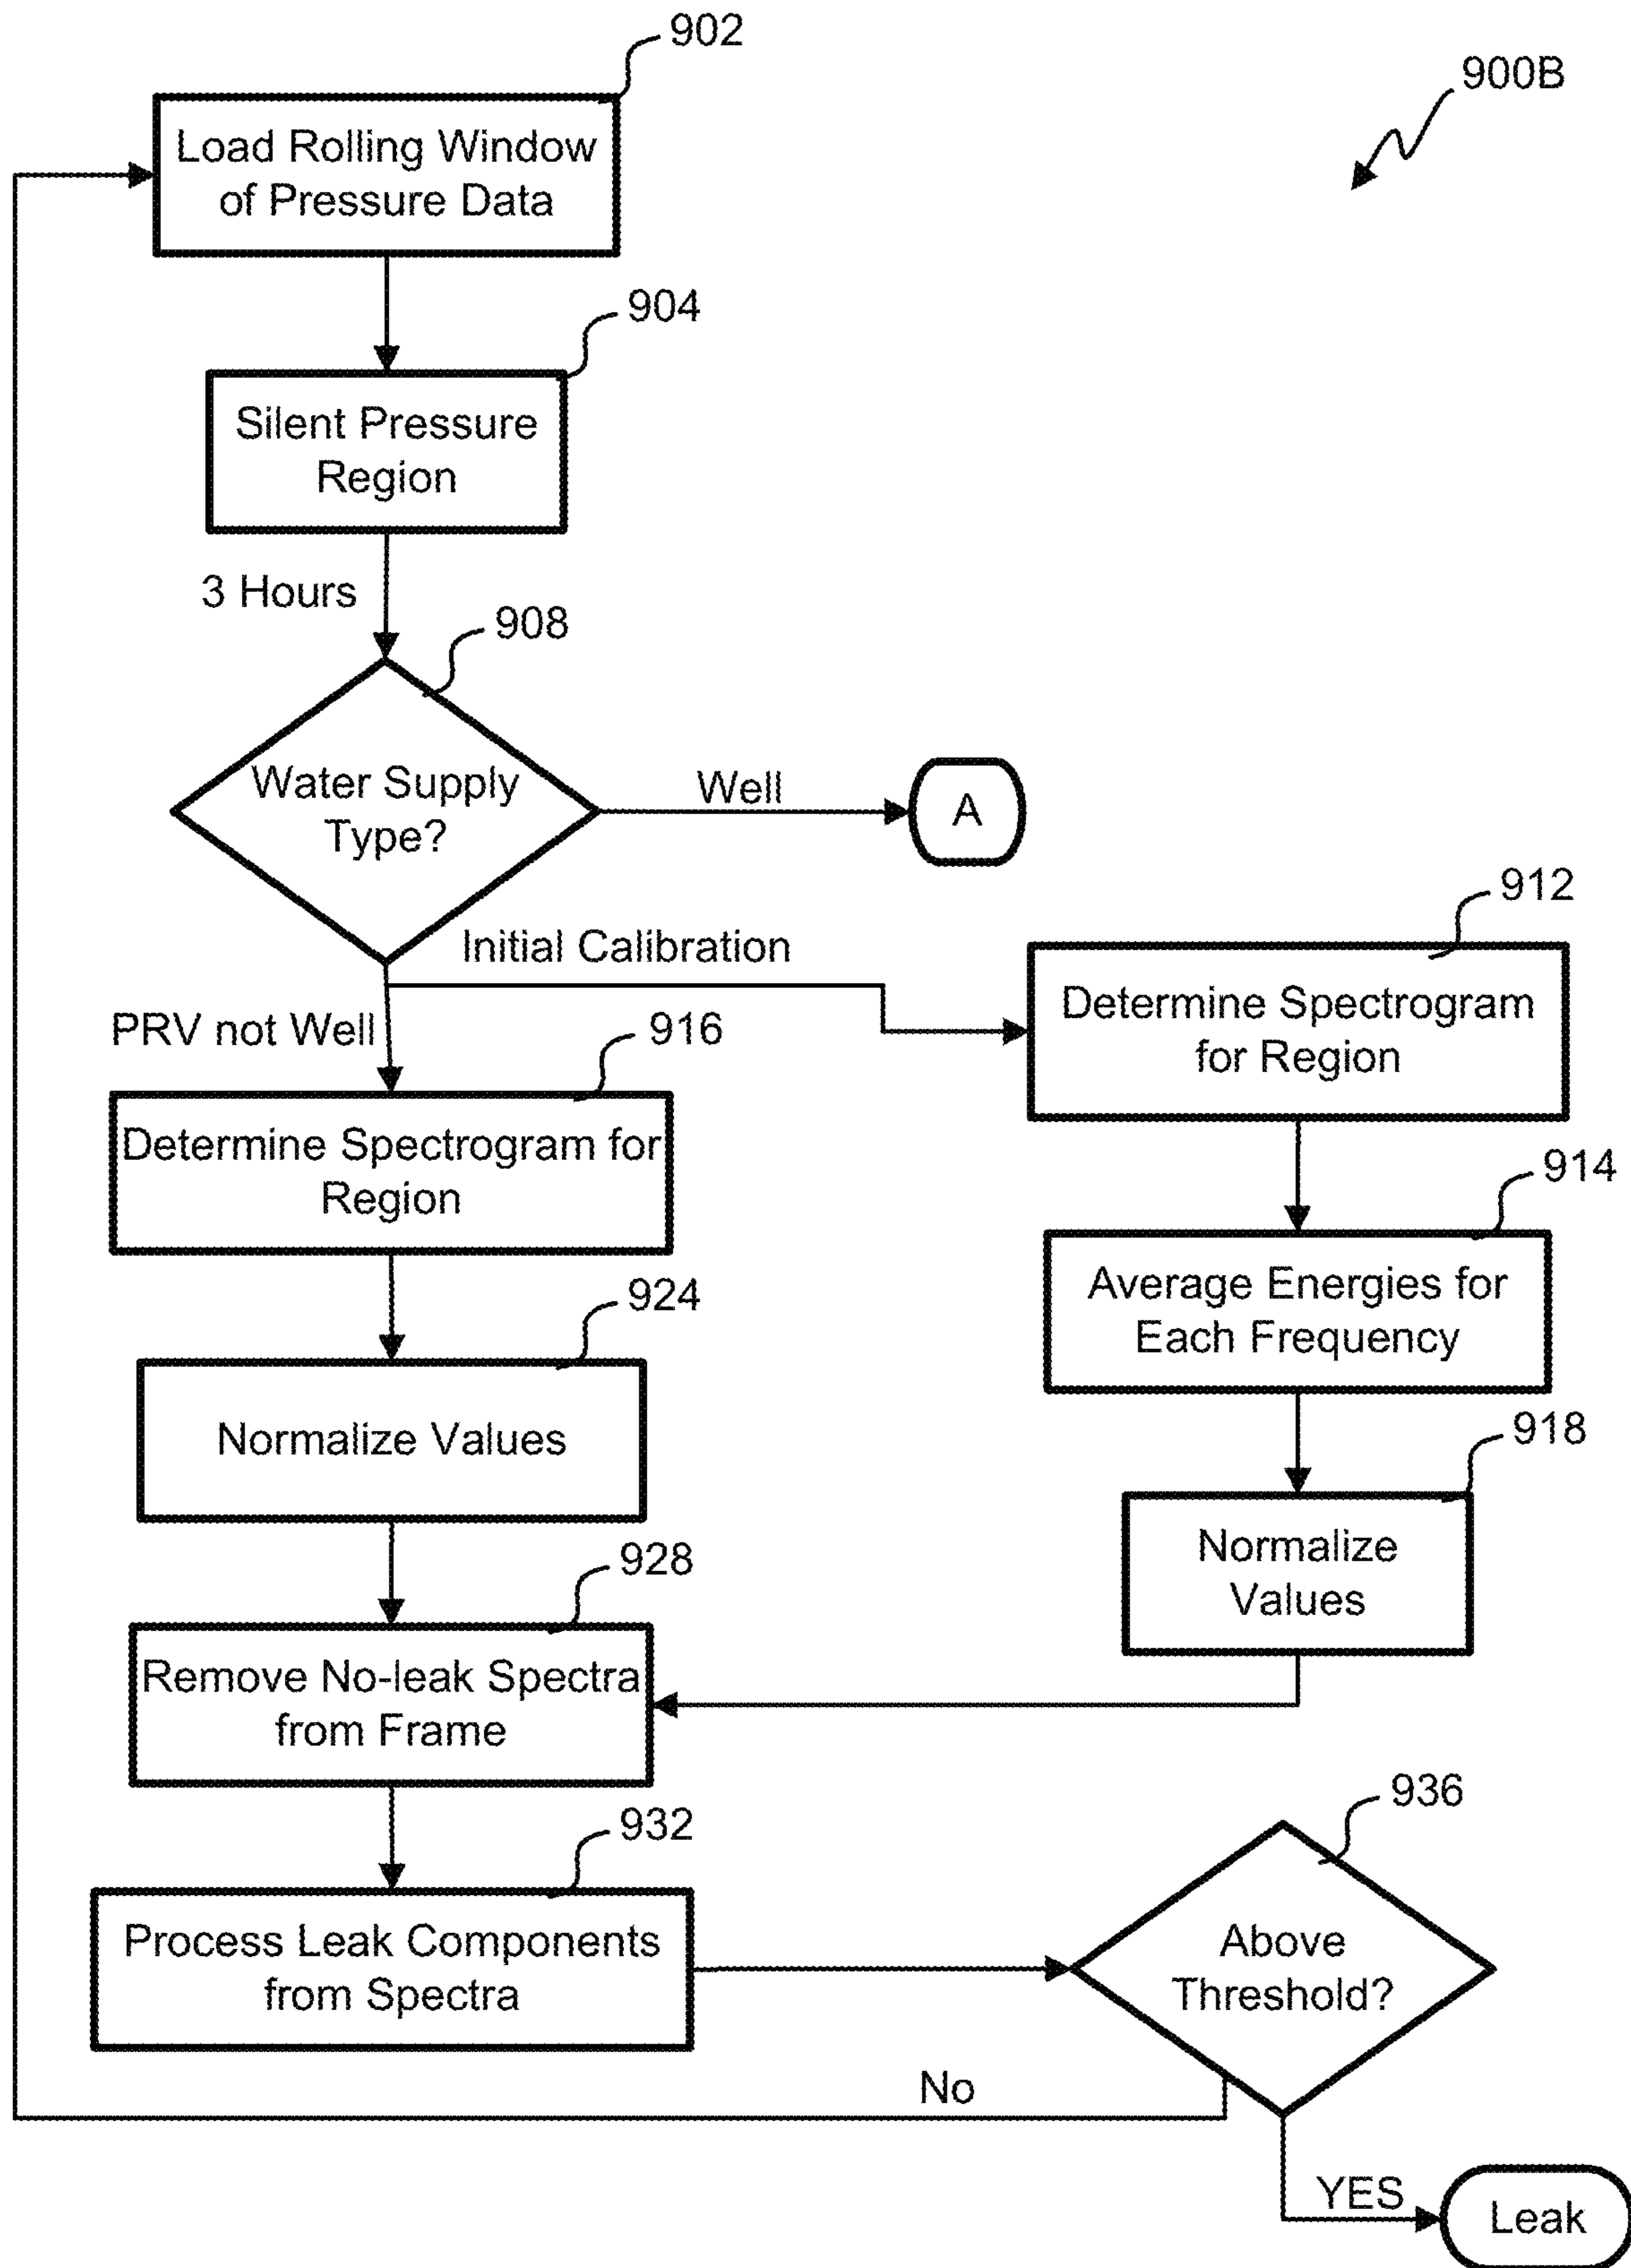 902
900B
Load Rolling Window
of Pressure Data
904
Silent Pressure
Region
3 Hours
908
Water Supply
Type?
Well
A
Initial Calibration
912
Determine Spectrogram
for Region
PRV not Well
916
Determine Spectrogram for
Region
914
Average Energies for
Each Frequency
924
Normalize Values
918
Normalize
Values
928
Remove No-leak Spectra
from Frame
932
Process Leak Components
from Spectra
936
Above
Threshold?
No
YES
Leak